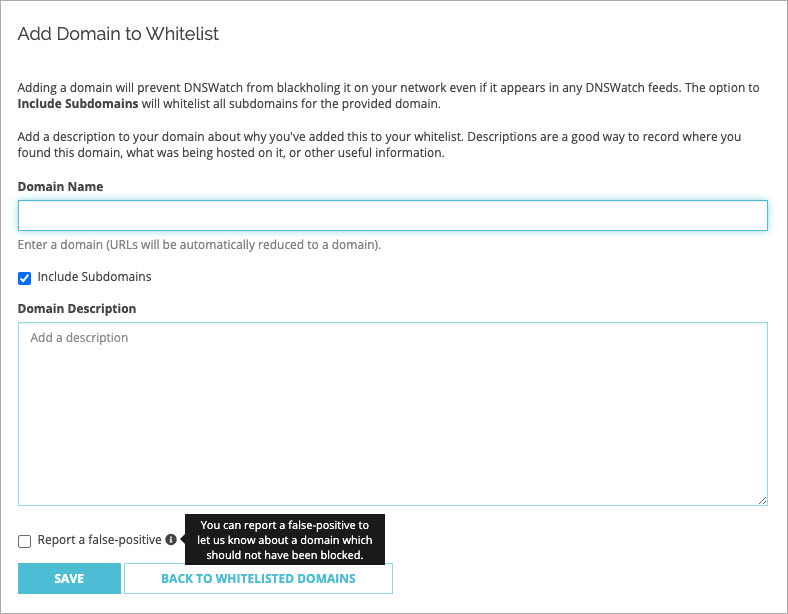 Add Domain to Whitelist
Adding a domain will prevent DNSWatch from blackholing it on your network even if it appears in any DNSWatch feeds. The option to
Include Subdomains will whitelist all subdomains for the provided domain.
Add a description to your domain about why you've added this to your whitelist. Descriptions are a good way to record where you
found this domain, what was being hosted on it, or other useful information.
Domain Name
Enter a domain (URLs will be automatically reduced to a domain).
Include Subdomains
Domain Description
Add a description
Report a false-positive
You can report a false-positive to
let us know about a domain which
should not have been blocked.
SAVE
BACK TO WHITELISTED DOMAINS